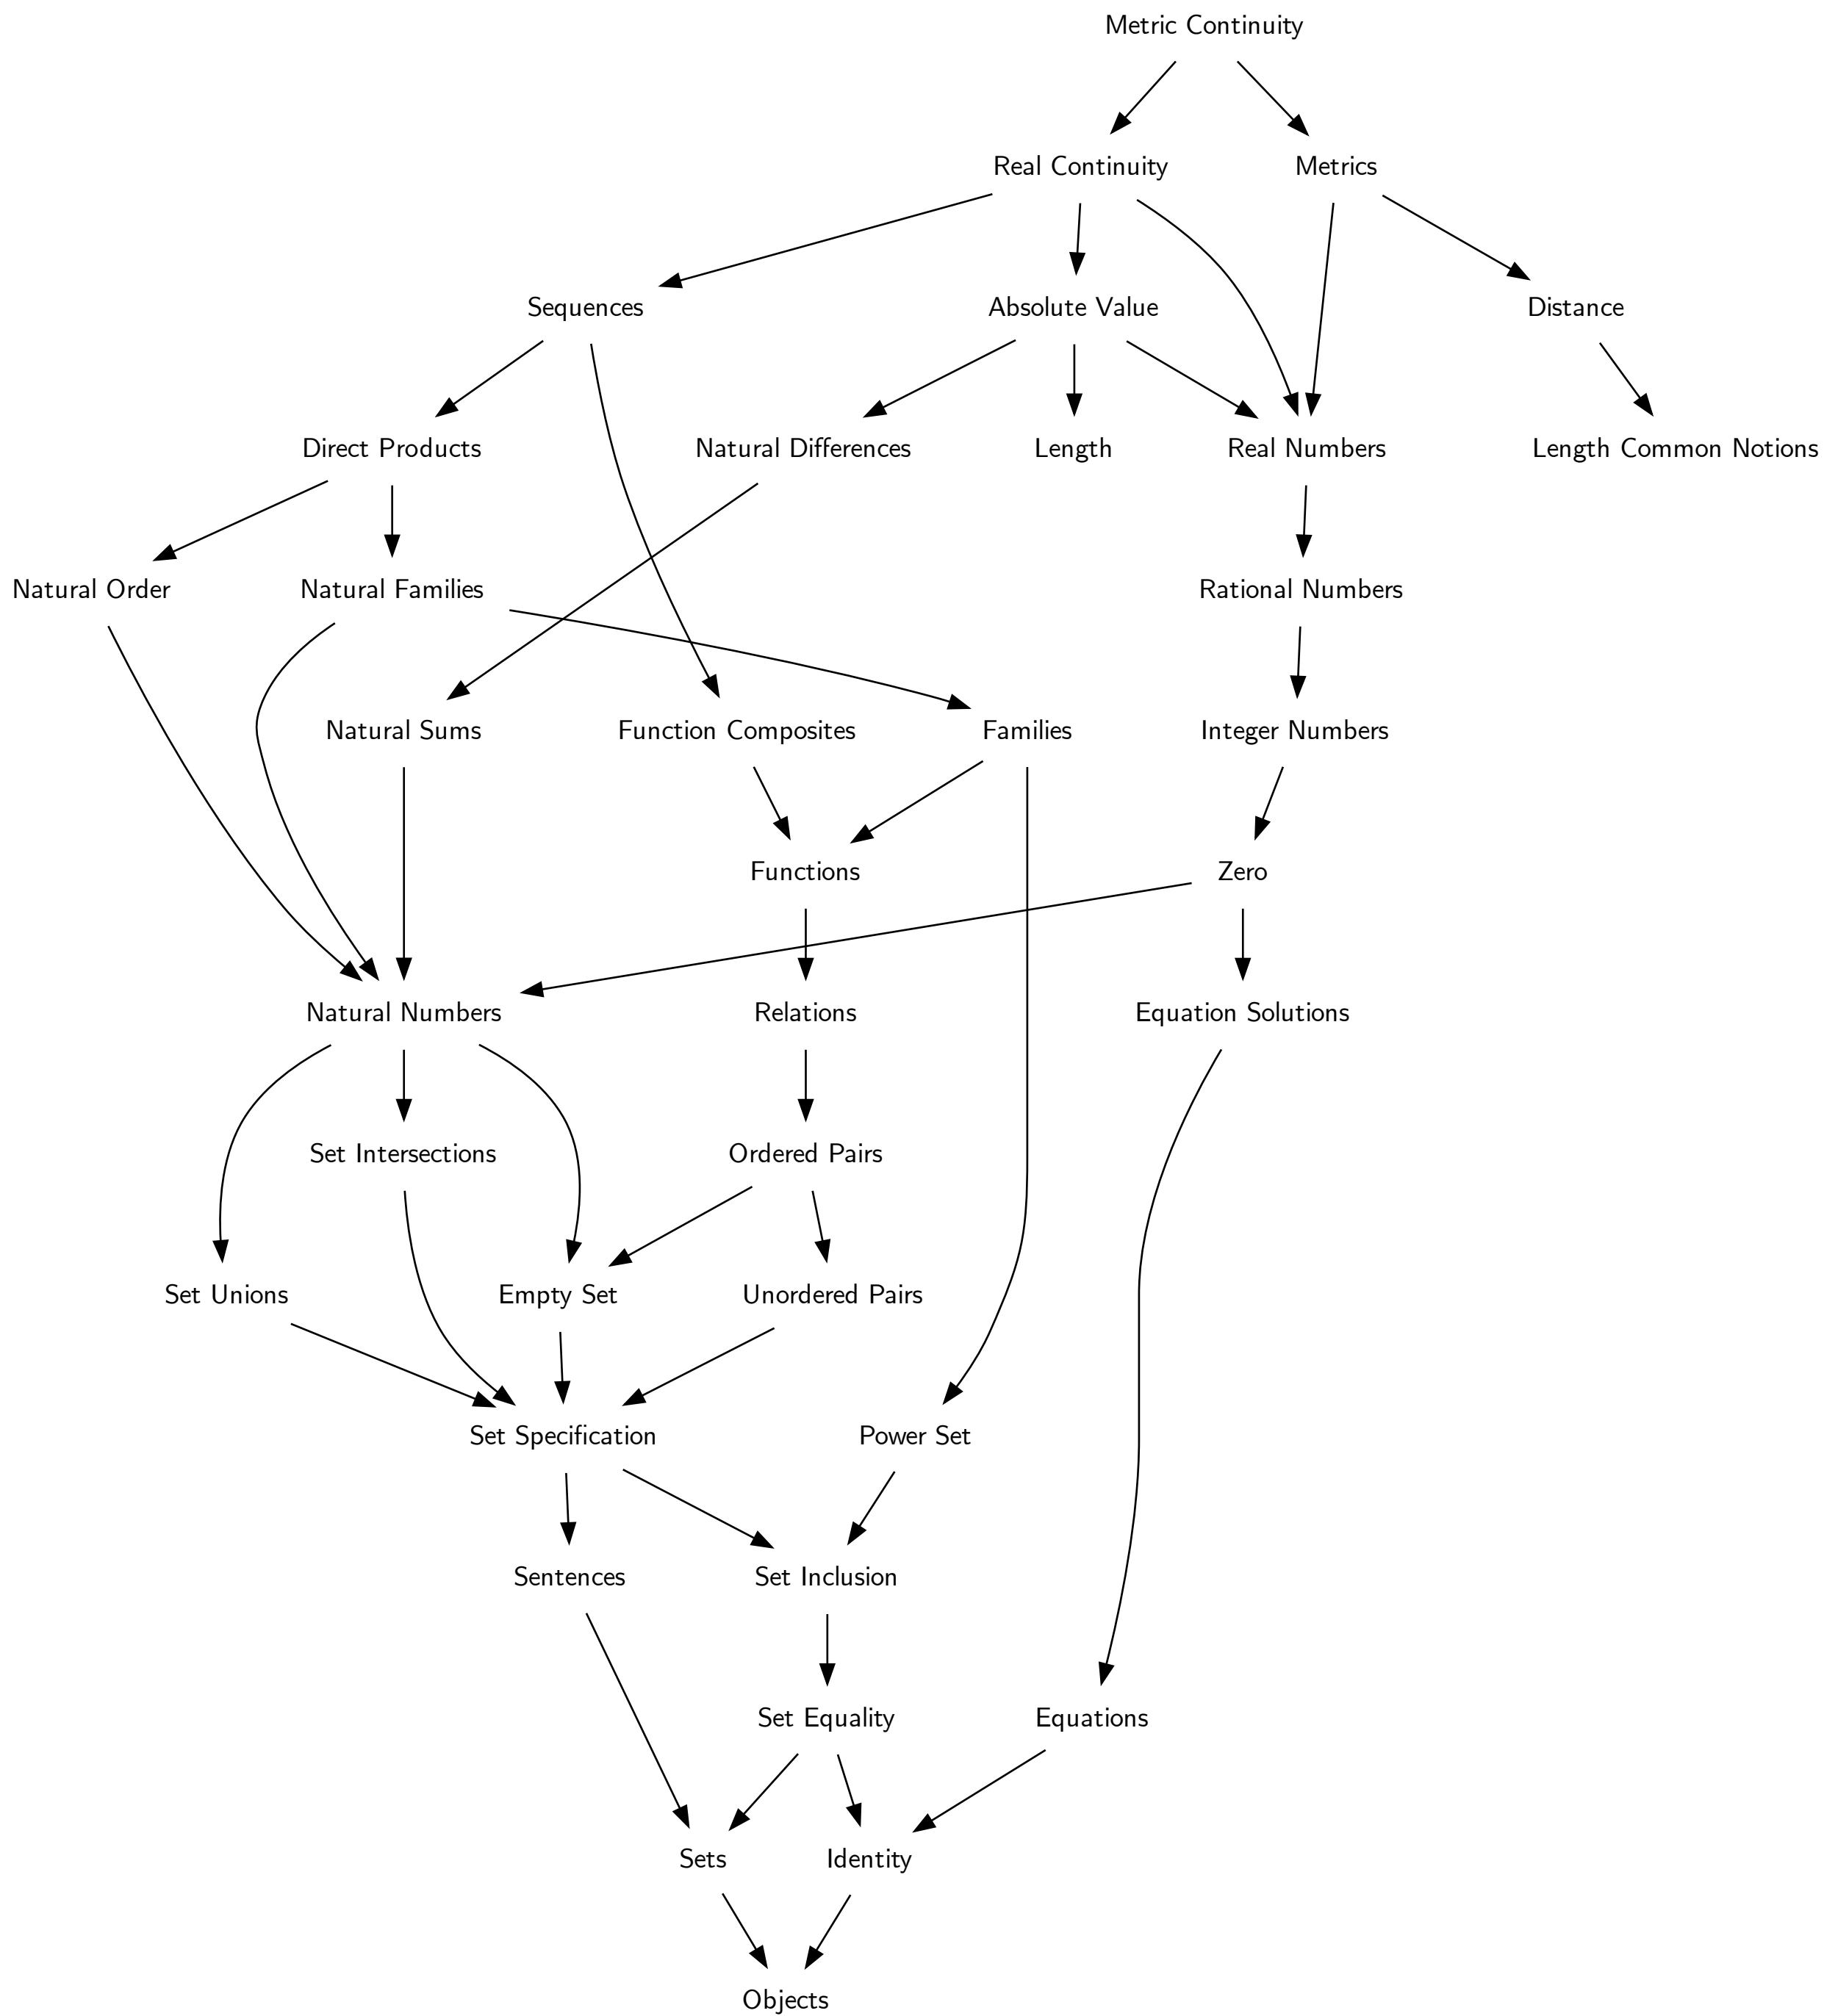 Metric Continuity
Real Continuity
Metrics
Sequences
Absolute Value
Distance
Direct Products
Natural Differences
Length
Real Numbers
Length Common Notions
Natural Order
Natural Families
Rational Numbers
Natural Sums
Function Composites
Families
Integer Numbers
Functions
Zero
Natural Numbers
Relations
Equation Solutions
Set Intersections
Ordered Pairs
Set Unions
Empty Set
Unordered Pairs
Set Specification
Power Set
Sentences
Set Inclusion
Set Equality
Equations
Sets
Identity
Objects